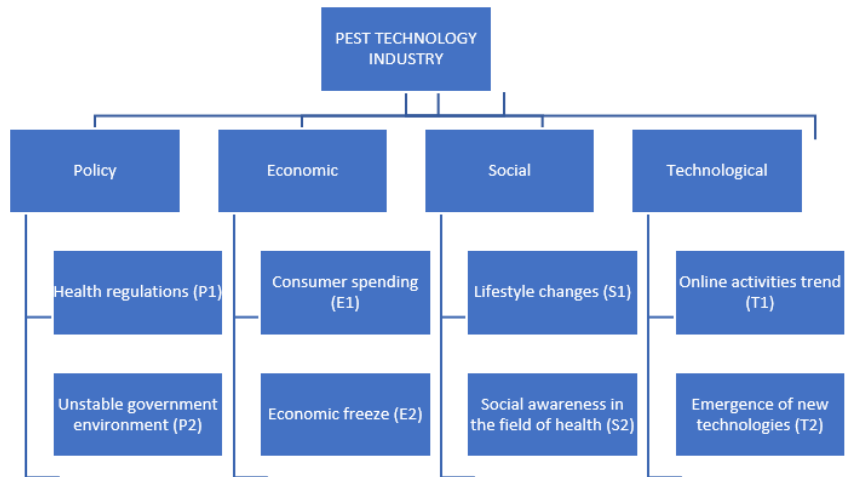 PEST TECHNOLOGY
INDUSTRY
Policy
Economic
Social
Technological
Health regulations (P1)
Consumer spending
(E1)
Lifestyle changes (S1)
Online activities trend
(T1)
Unstable government
environment (P2)
Economic freeze (E2)
Social awareness in
the field of health (S2)
Emergence of new
technologies (T2)